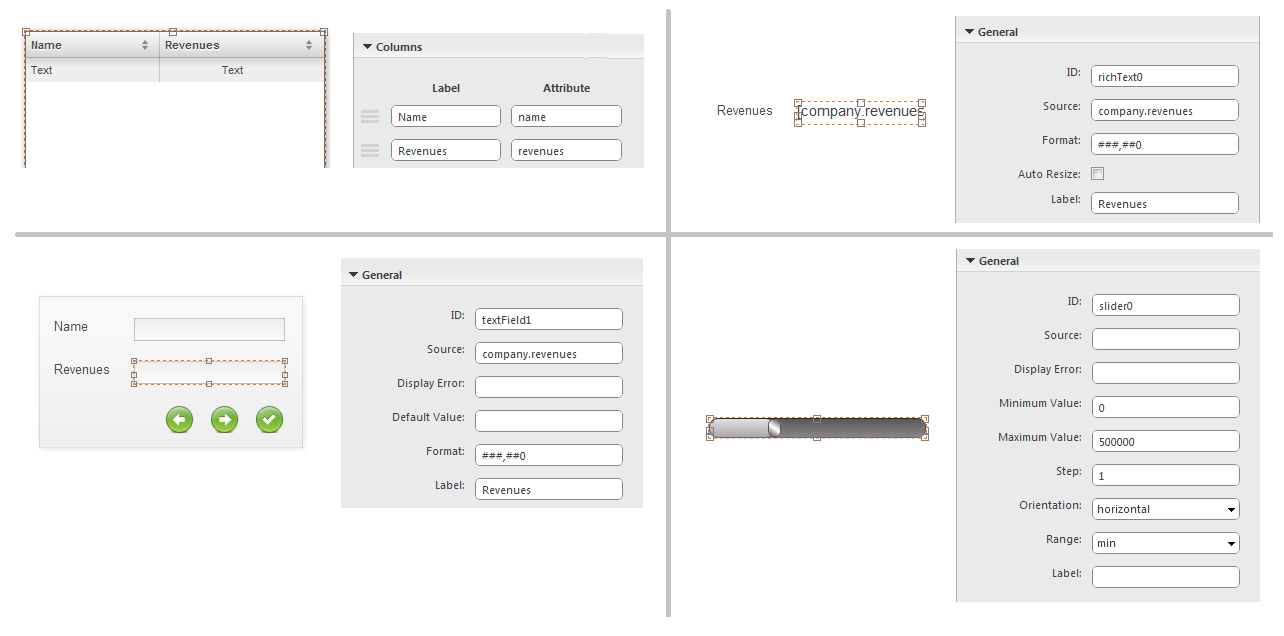 Name Revenues
Text Text
Columns
Label Attribute
Name name
Revenues revenues
Revenues [company.revenues
General
ID: richText0
Source: company.revenues
Format: ###,##0
Auto Resize:
Label: Revenues
Name
Revenues
General
ID: textField1
Source: company.revenues
Display Error:
Default Value:
Format: ###,##0
Label: Revenues
General
ID: slider0
Source:
Display Error:
Minimum Value: 0
Maximum Value: 500000
Step: 1
Orientation: horizontal
Range: min
Label: